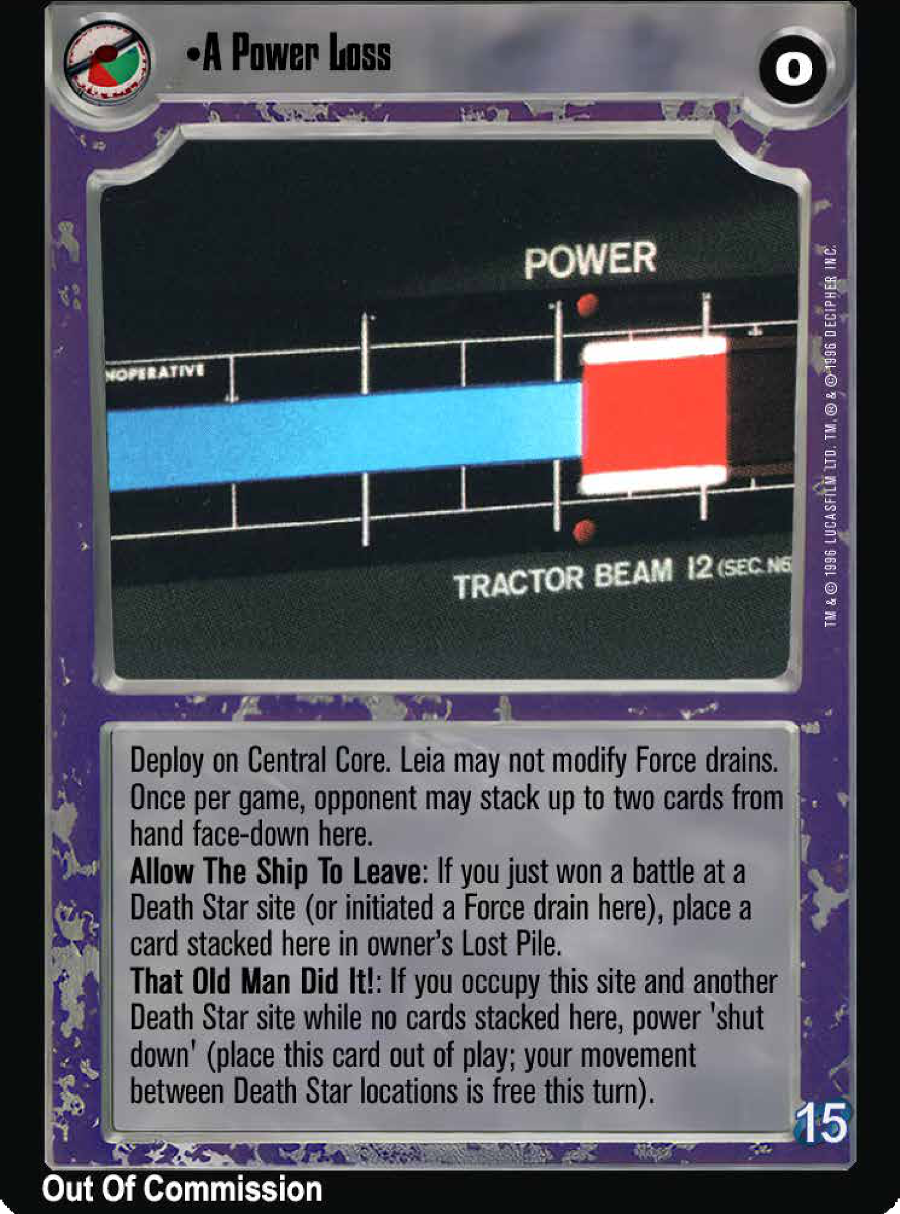 •A Power Loss
0
POWER
NOPERATIVE
TRACTOR BEAM 12 (SEC. N6
TM & © 1996 LUCASFILM LTD. TM, ® & © 1996 DECIPHER INC.
Deploy on Central Core. Leia may not modify Force drains.
Once per game, opponent may stack up to two cards from
hand face-down here.
Allow The Ship To Leave: If you just won a battle at a
Death Star site (or initiated a Force drain here), place a
card stacked here in owner's Lost Pile.
That Old Man Did It!: If you occupy this site and another
Death Star site while no cards stacked here, power 'shut
down' (place this card out of play; your movement
between Death Star locations is free this turn).
15
Out Of Commission